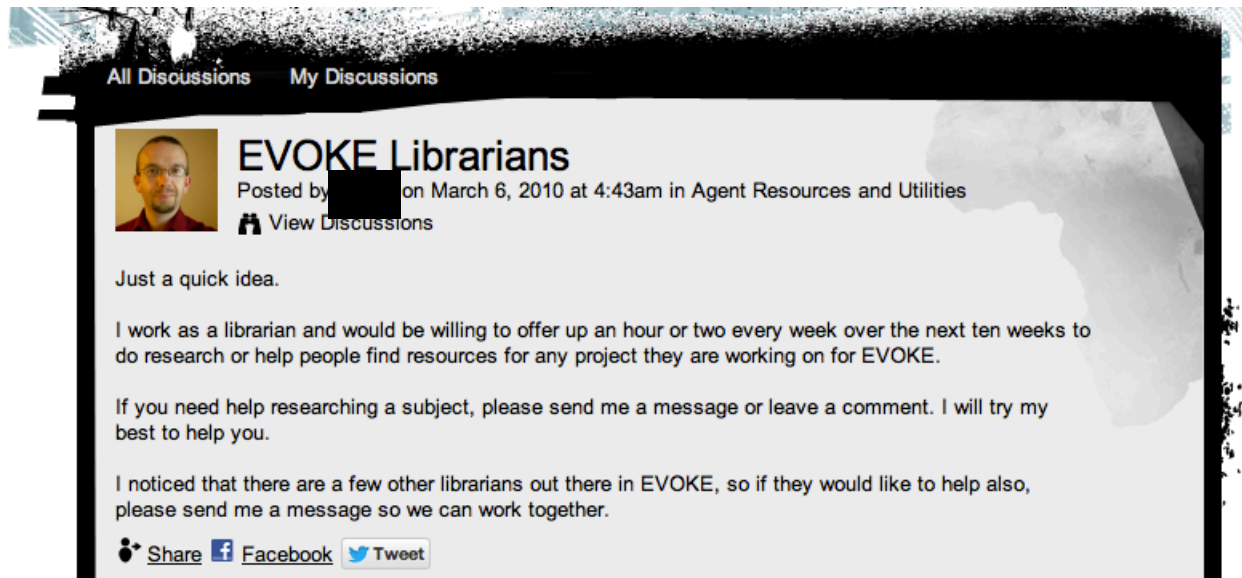 All Discussions My Discussions
EVOKE Librarians
Posted by on March 6, 2010 at 4:43am in Agent Resources and Utilities
View Discussions
Just a quick idea.
I work as a librarian and would be willing to offer up an hour or two every week over the next ten weeks to
do research or help people find resources for any project they are working on for EVOKE.
If you need help researching a subject, please send me a message or leave a comment. I will try my
best to help you.
I noticed that there are a few other librarians out there in EVOKE, so if they would like to help also,
please send me a message so we can work together.
Share Facebook Tweet